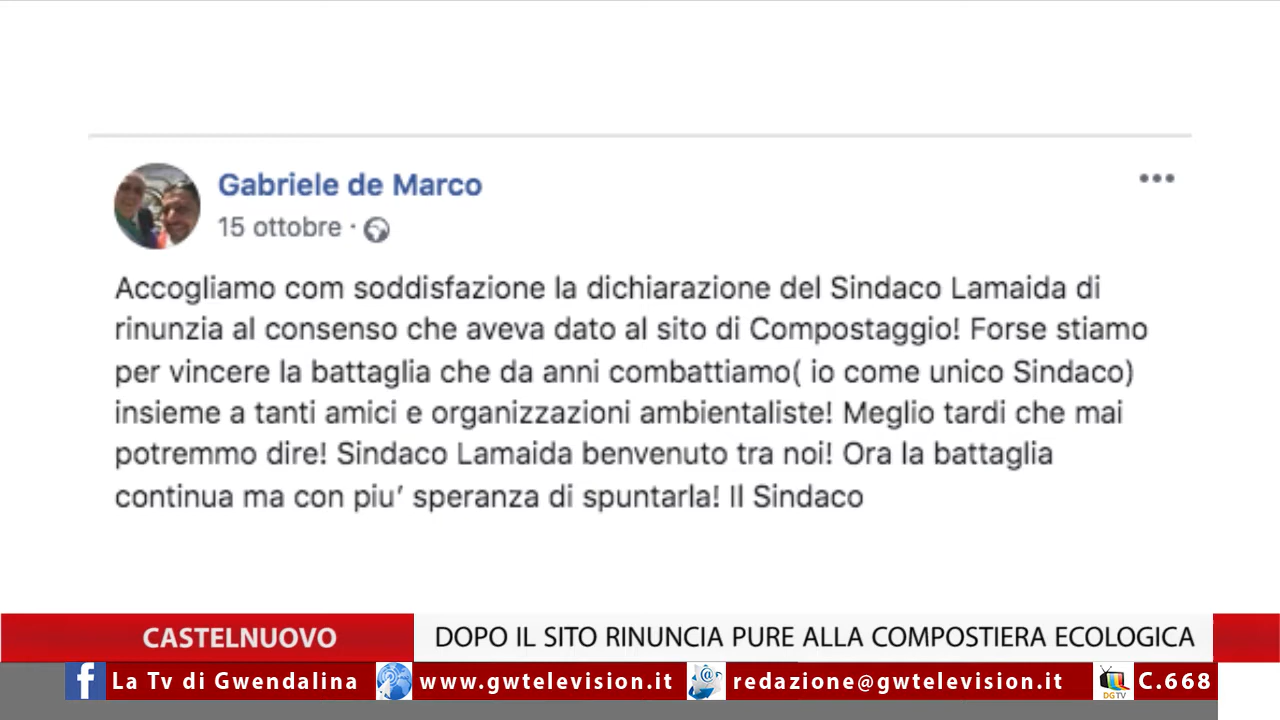 Gabriele de Marco
15 ottobre ·
Accogliamo com soddisfazione la dichiarazione del Sindaco Lamaida di
rinunzia al consenso che aveva dato al sito di Compostaggio! Forse stiamo
per vincere la battaglia che da anni combattiamo( io come unico Sindaco)
insieme a tanti amici e organizzazioni ambientaliste! Meglio tardi che mai
potremmo dire! Sindaco Lamaida benvenuto tra noi! Ora la battaglia
continua ma con piu’ speranza di spuntarla! Il Sindaco
CASTELNUOVO DOPO IL SITO RINUNCIA PURE ALLA COMPOSTIERA ECOLOGICA
f La Tv di Gwendalina www.gwtelevision.it redazione@gwtelevision.it DGTV C.668